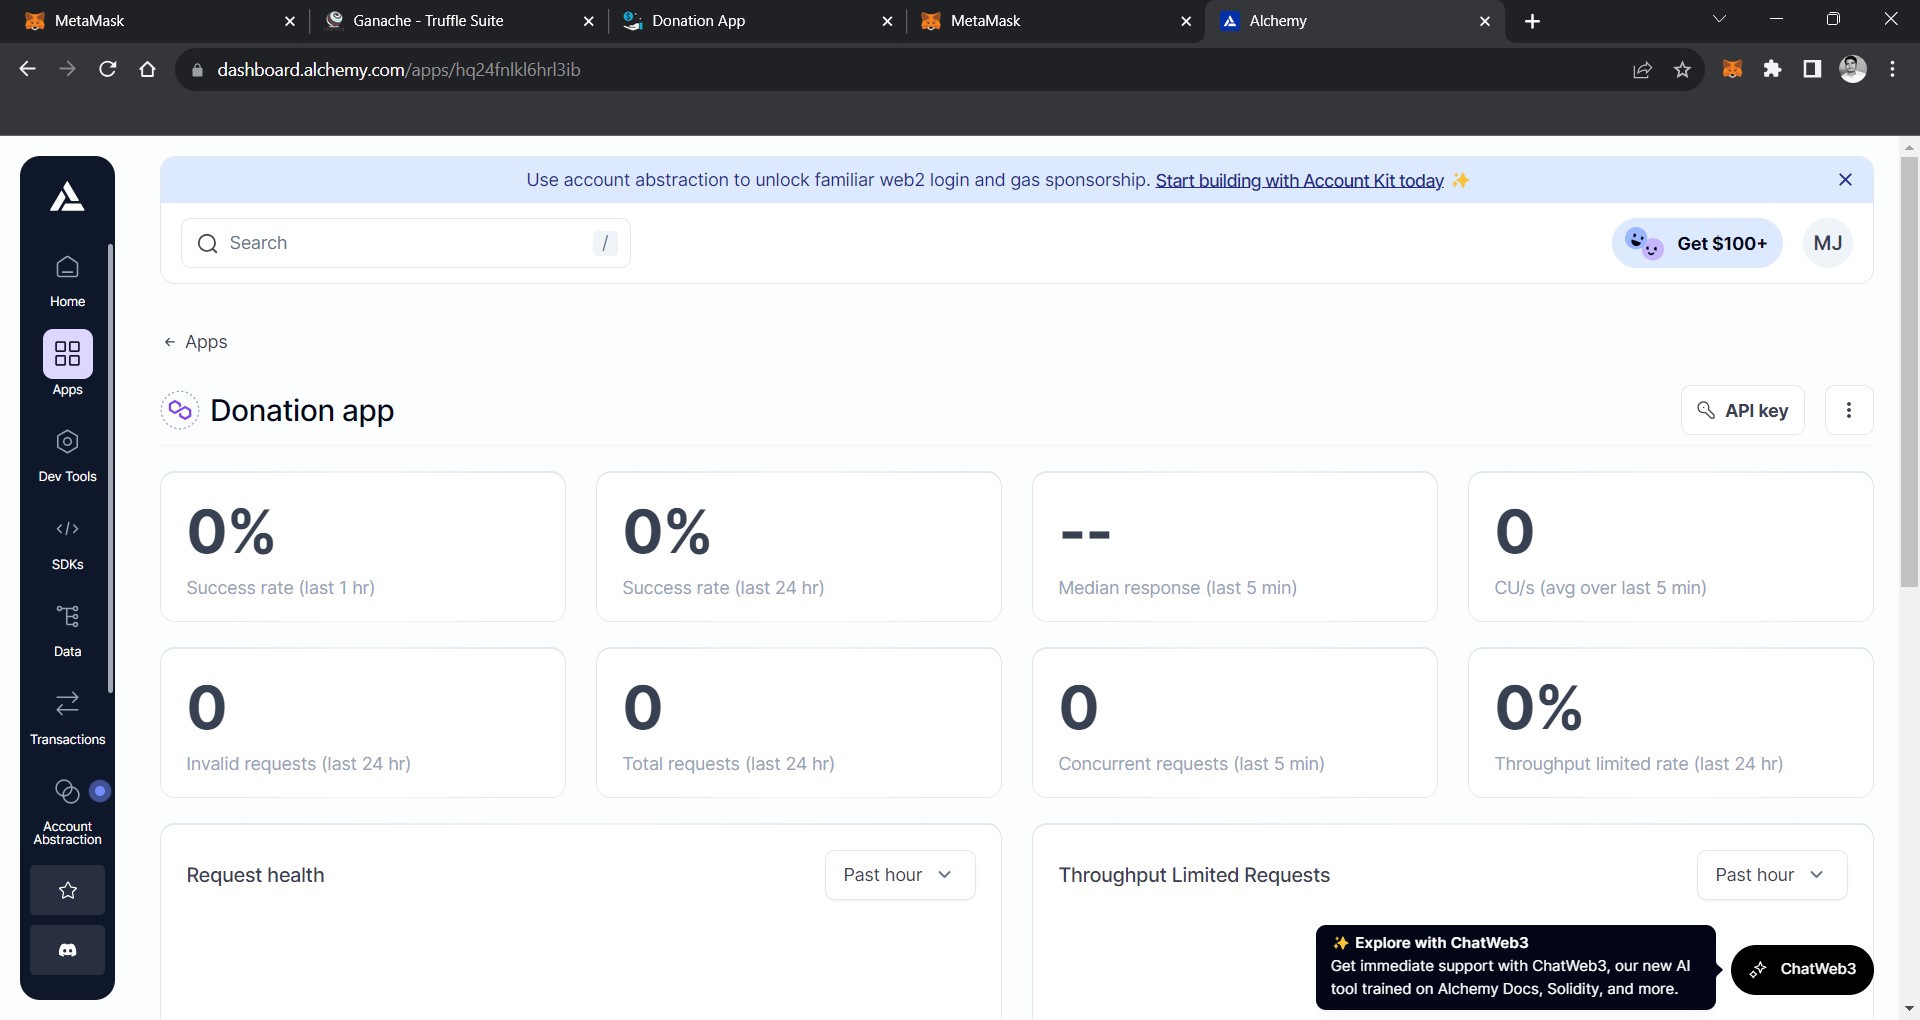 MetaMask
Ganache - Truffle Suite
Donation App
MetaMask
Alchemy
dashboard.alchemy.com/apps/hq24fnlkl6hrl3ib
Use account abstraction to unlock familiar web2 login and gas sponsorship. Start building with Account Kit today ✨
Search /
Get $100+
MJ
Home
Apps
Dev Tools
SDKs
Data
Transactions
Account
Abstraction
← Apps
Donation app
API key
0%
Success rate (last 1 hr)
0%
Success rate (last 24 hr)
--
Median response (last 5 min)
0
CU/s (avg over last 5 min)
0
Invalid requests (last 24 hr)
0
Total requests (last 24 hr)
0
Concurrent requests (last 5 min)
0%
Throughput limited rate (last 24 hr)
Request health
Past hour
Throughput Limited Requests
Past hour
✨ Explore with ChatWeb3
Get immediate support with ChatWeb3, our new AI
tool trained on Alchemy Docs, Solidity, and more.
ChatWeb3